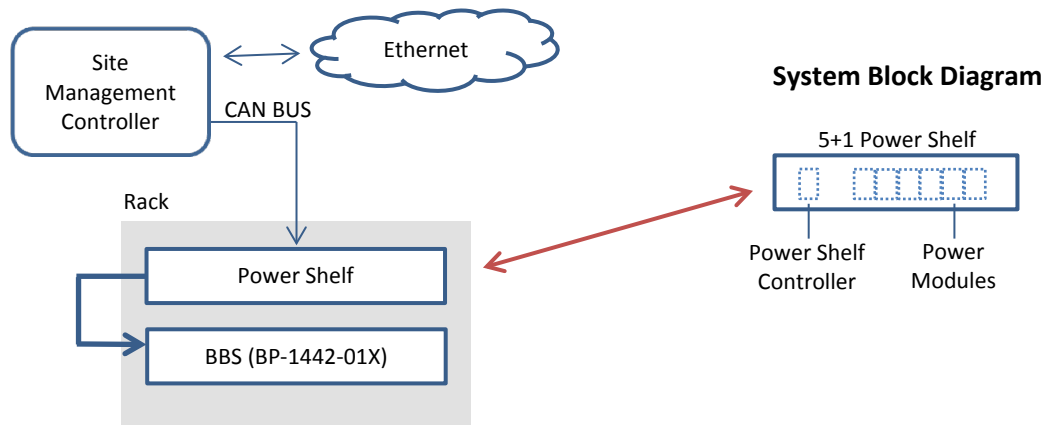 Site
Management
Controller
Ethernet
CAN BUS
Rack
Power Shelf
BBS (BP-1442-01X)
System Block Diagram
5+1 Power Shelf
Power Shelf
Controller
Power
Modules